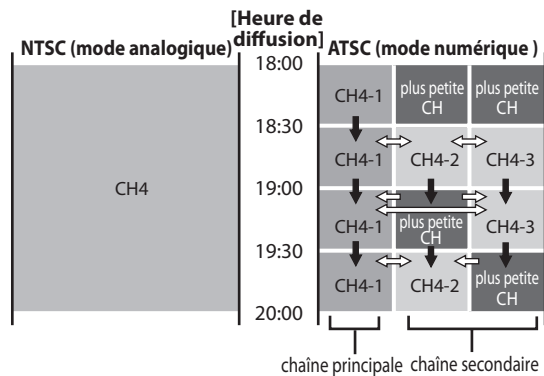 [Heure de
diffusion]
NTSC (mode analogique)
ATSC (mode numérique )
18:00
CH4-1
plus petite
CH
plus petite
CH
18:30
CH4-1
CH4-2
CH4-3
CH4
19:00
CH4-1
plus petite
CH
CH4-3
19:30
CH4-1
CH4-2
plus petite
CH
20:00
chaîne principale
chaîne secondaire